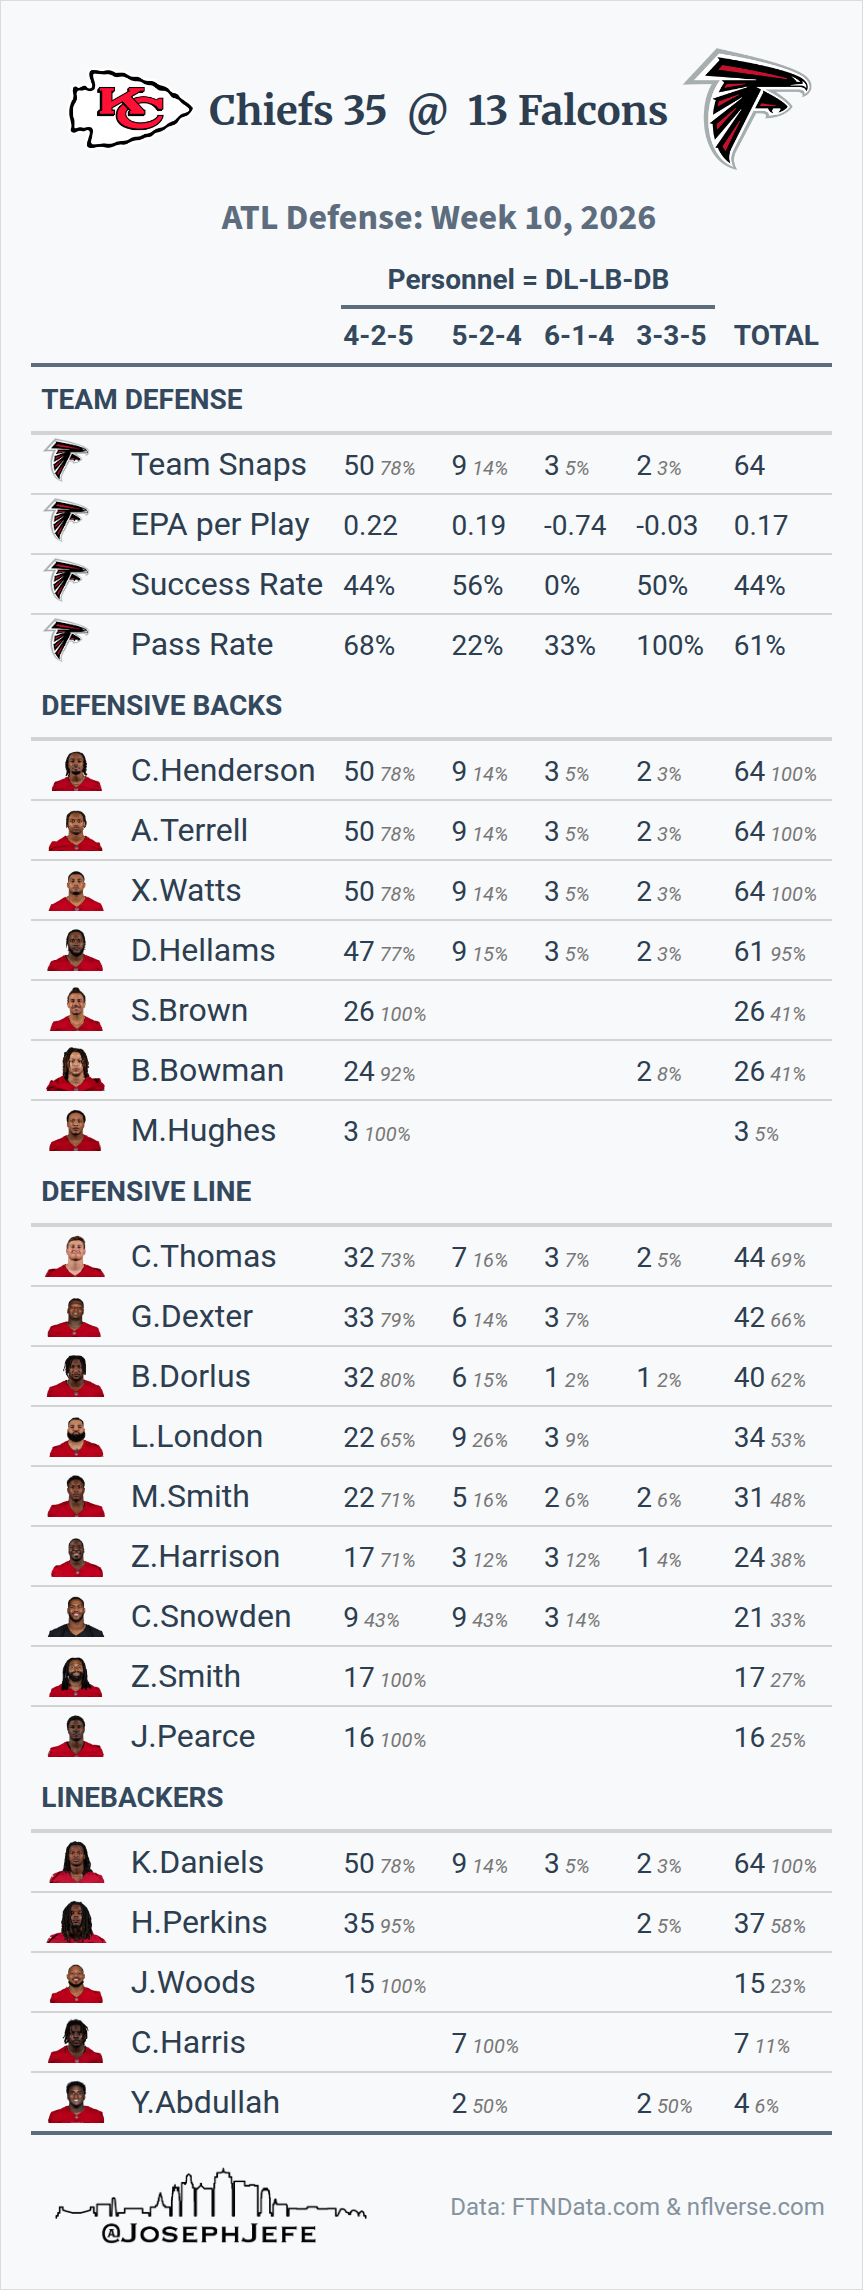 KC Chiefs 35 @ 13 Falcons
ATL Defense: Week 10, 2026
Personnel = DL-LB-DB
4-2-5 5-2-4 6-1-4 3-3-5 TOTAL
TEAM DEFENSE
Team Snaps 50 78% 9 14% 3 5% 2 3% 64
EPA per Play 0.22 0.19 -0.74 -0.03 0.17
Success Rate 44% 56% 0% 50% 44%
Pass Rate 68% 22% 33% 100% 61%
DEFENSIVE BACKS
C.Henderson 50 78% 9 14% 3 5% 2 3% 64 100%
A.Terrell 50 78% 9 14% 3 5% 2 3% 64 100%
X.Watts 50 78% 9 14% 3 5% 2 3% 64 100%
D.Hellams 47 77% 9 15% 3 5% 2 3% 61 95%
S.Brown 26 100% 26 41%
B.Bowman 24 92% 2 8% 26 41%
M.Hughes 3 100% 3 5%
DEFENSIVE LINE
C.Thomas 32 73% 7 16% 3 7% 2 5% 44 69%
G.Dexter 33 79% 6 14% 3 7% 42 66%
B.Dorlus 32 80% 6 15% 1 2% 1 2% 40 62%
L.London 22 65% 9 26% 3 9% 34 53%
M.Smith 22 71% 5 16% 2 6% 2 6% 31 48%
Z.Harrison 17 71% 3 12% 3 12% 1 4% 24 38%
C.Snowden 9 43% 9 43% 3 14% 21 33%
Z.Smith 17 100% 17 27%
J.Pearce 16 100% 16 25%
LINEBACKERS
K.Daniels 50 78% 9 14% 3 5% 2 3% 64 100%
H.Perkins 35 95% 2 5% 37 58%
J.Woods 15 100% 15 23%
C.Harris 7 100% 7 11%
Y.Abdullah 2 50% 2 50% 4 6%
Data: FTNData.com & nflverse.com
@JOSEPHJEFE